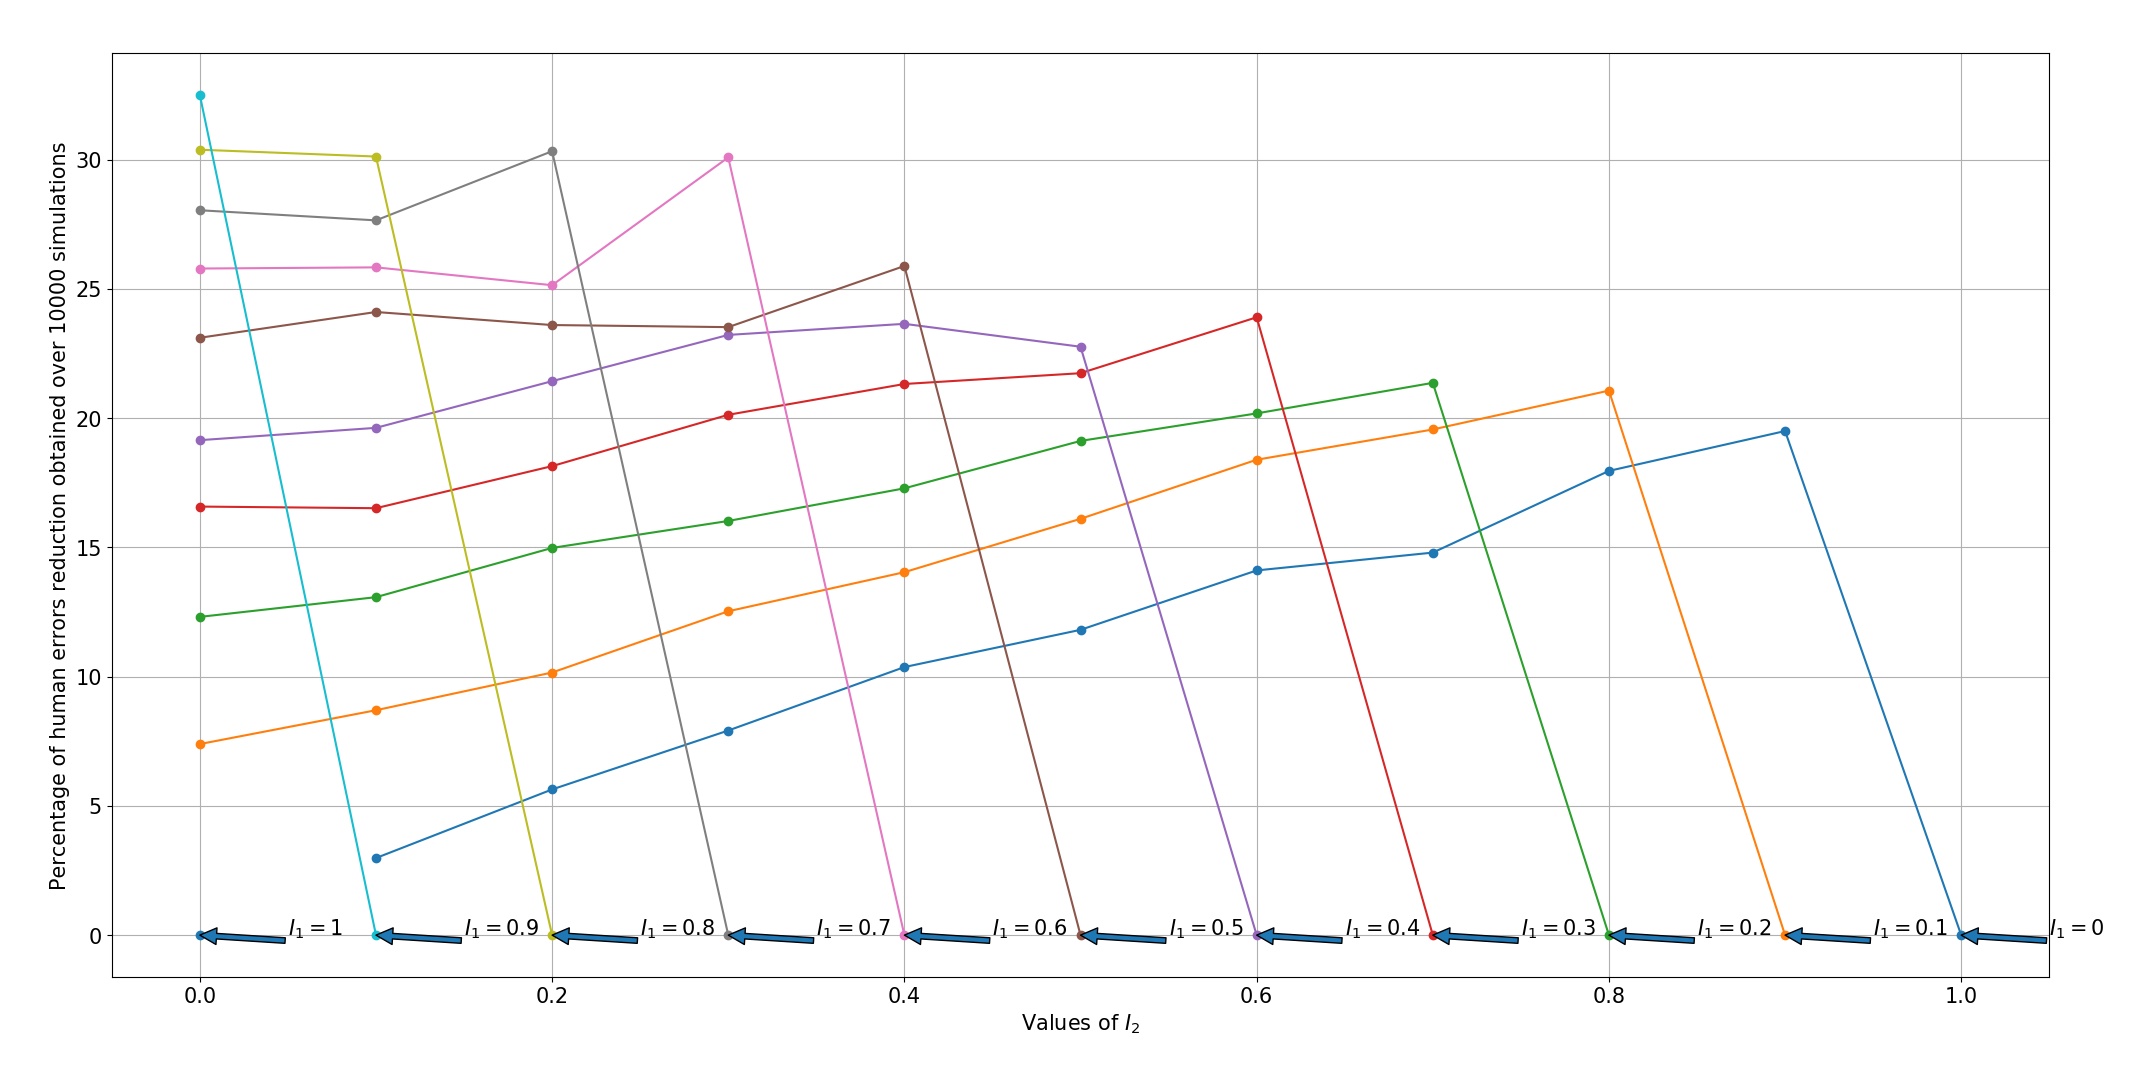 Percentage of human errors reduction obtained over 10000 simulations
30
25
20
15
10
5
0
I₁ = 1
I₁ = 0.9
I₁ = 0.8
I₁ = 0.7
I₁ = 0.6
I₁ = 0.5
I₁ = 0.4
I₁ = 0.3
I₁ = 0.2
I₁ = 0.1
I₁ = 0
0.0
0.2
0.4
0.6
0.8
1.0
Values of I₂